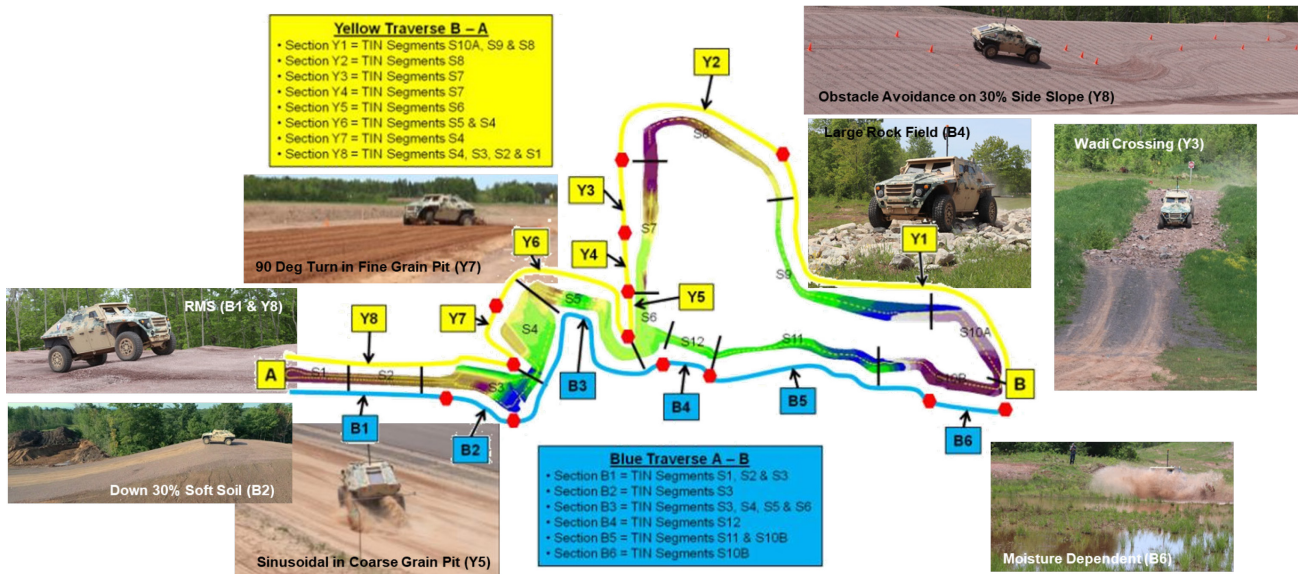 Yellow Traverse B – A
• Section Y1 = TIN Segments S10A, S9 & S8
• Section Y2 = TIN Segments S8
• Section Y3 = TIN Segments S7
• Section Y4 = TIN Segments S7
• Section Y5 = TIN Segments S6
• Section Y6 = TIN Segments S5 & S4
• Section Y7 = TIN Segments S4
• Section Y8 = TIN Segments S4, S3, S2 & S1
Obstacle Avoidance on 30% Side Slope (Y8)
Large Rock Field (B4)
Wadi Crossing (Y3)
90 Deg Turn in Fine Grain Pit (Y7)
RMS (B1 & Y8)
Down 30% Soft Soil (B2)
Sinusoidal in Coarse Grain Pit (Y5)
Moisture Dependent (B6)
Y2
S8
Y3
S7
Y1
Y6
Y4
S9
S5
Y5
Y7
Y8
S4
S6
S10A
S12
S11
A
S1
S2
S3
S10B
B
B3
B4
B5
B1
B2
B6
Blue Traverse A – B
• Section B1 = TIN Segments S1, S2 & S3
• Section B2 = TIN Segments S3
• Section B3 = TIN Segments S3, S4, S5 & S6
• Section B4 = TIN Segments S12
• Section B5 = TIN Segments S11 & S10B
• Section B6 = TIN Segments S10B